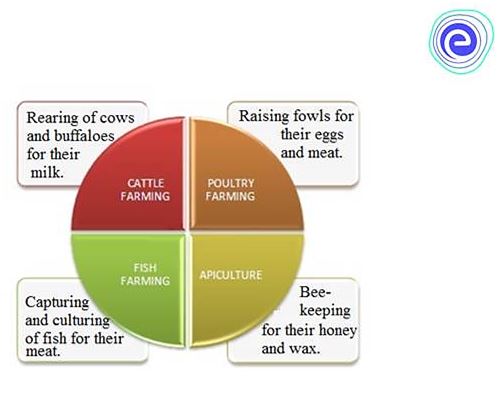 Rearing of cows
and buffaloes
for their
milk.
Raising fowls for
their eggs
and meat.
CATTLE
FARMING
POULTRY
FARMING
FISH
FARMING
APICULTURE
Capturing
and culturing
of fish for their
meat.
Bee-
keeping
for their honey
and wax.